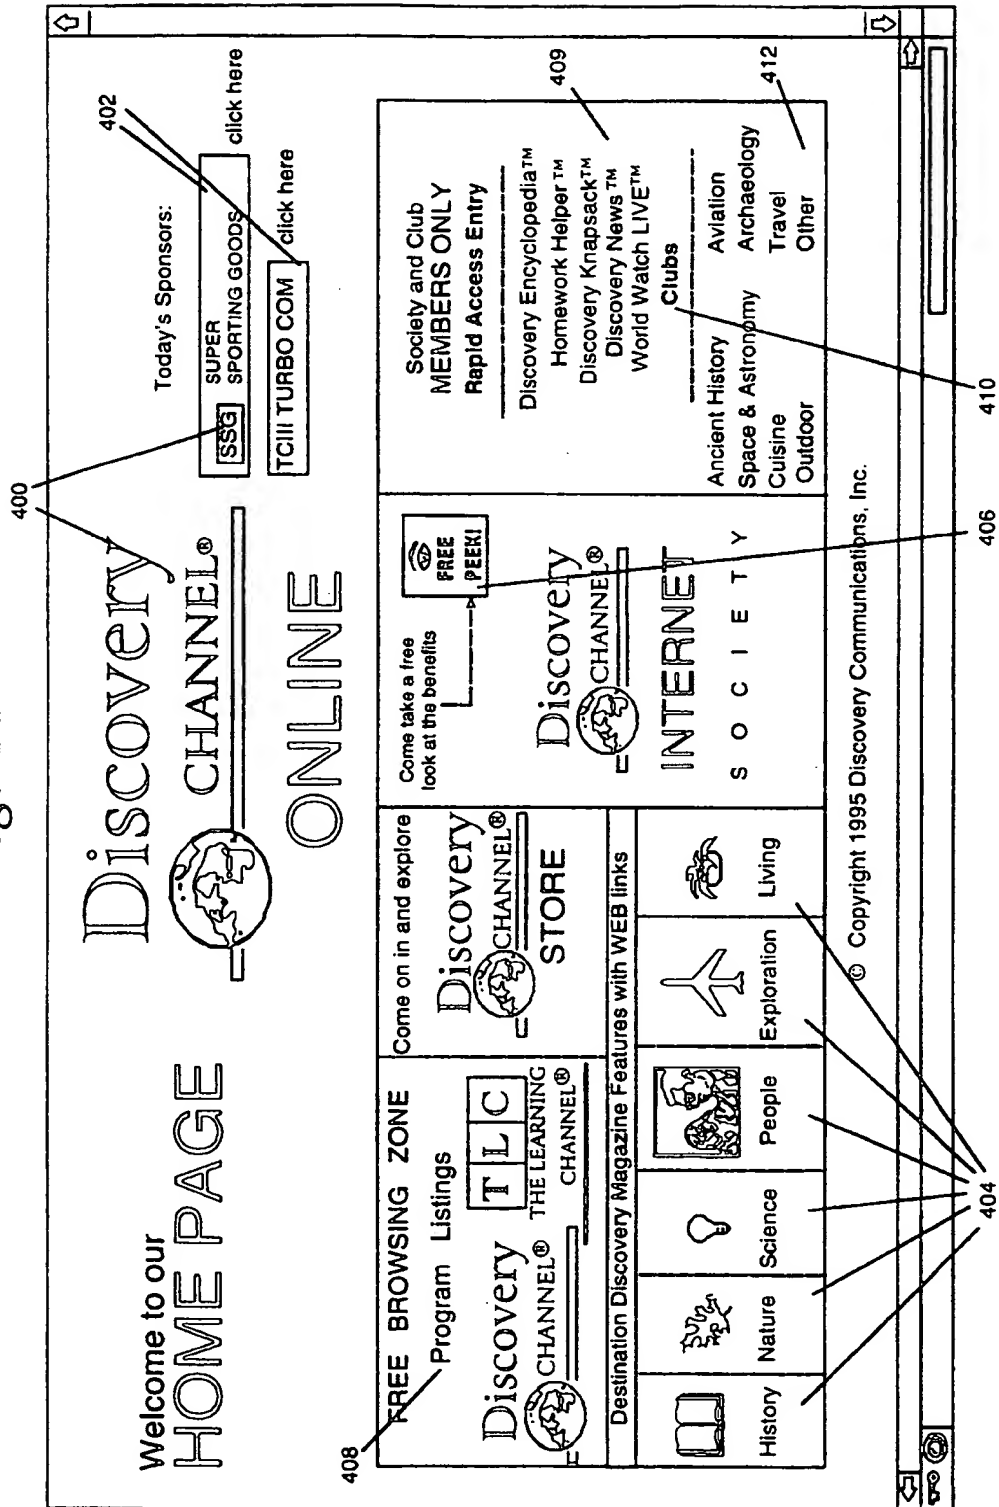 400
Welcome to our
HOME PAGE
Discovery
CHANNEL®
ONLINE
Today's Sponsors:
402
SSG
SUPER
SPORTING GOODS
click here
TCIII TURBO COM
click here
408
FREE BROWSING ZONE
Program Listings
Discovery
CHANNEL®
T L C
THE LEARNING
CHANNEL®
Come on in and explore
Discovery
CHANNEL®
STORE
Destination Discovery Magazine Features with WEB links
History
Nature
Science
People
Exploration
Living
404
Come take a free
look at the benefits
FREE
PEEK!
Discovery
CHANNEL®
INTERNET
SOCIETY
406
Society and Club
MEMBERS ONLY
Rapid Access Entry
Discovery Encyclopedia™
Homework Helper™
Discovery Knapsack™
Discovery News™
World Watch LIVE™
409
Clubs
410
Ancient History Aviation
Space & Astronomy Archaeology
Cuisine Travel
Outdoor Other
412
© Copyright 1995 Discovery Communications, Inc.